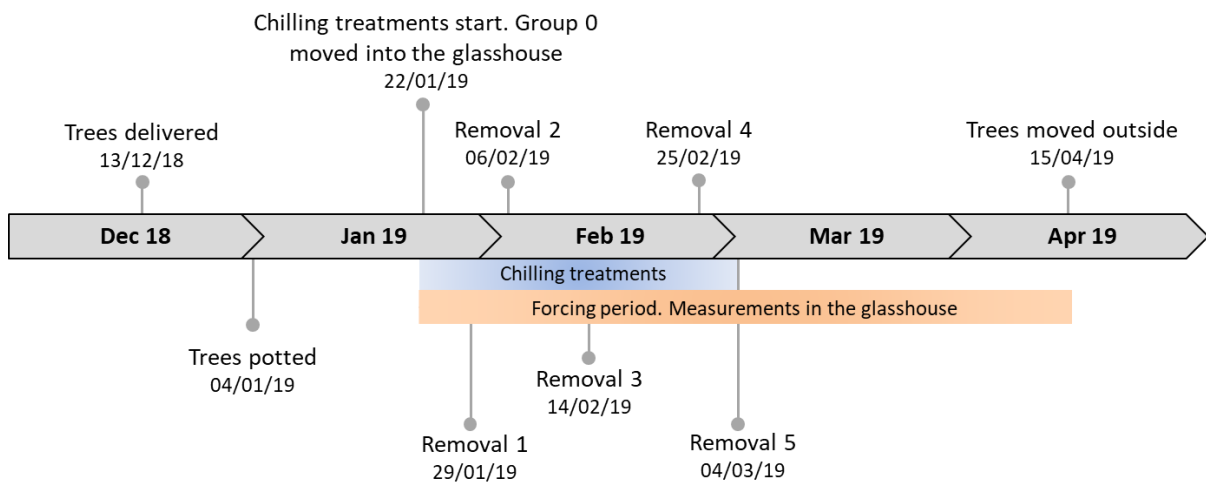 Chilling treatments start. Group 0
moved into the glasshouse
22/01/19
Trees delivered
13/12/18
Removal 2
06/02/19
Removal 4
25/02/19
Trees moved outside
15/04/19
Dec 18
Jan 19
Feb 19
Mar 19
Apr 19
Chilling treatments
Forcing period. Measurements in the glasshouse
Trees potted
04/01/19
Removal 3
14/02/19
Removal 1
29/01/19
Removal 5
04/03/19